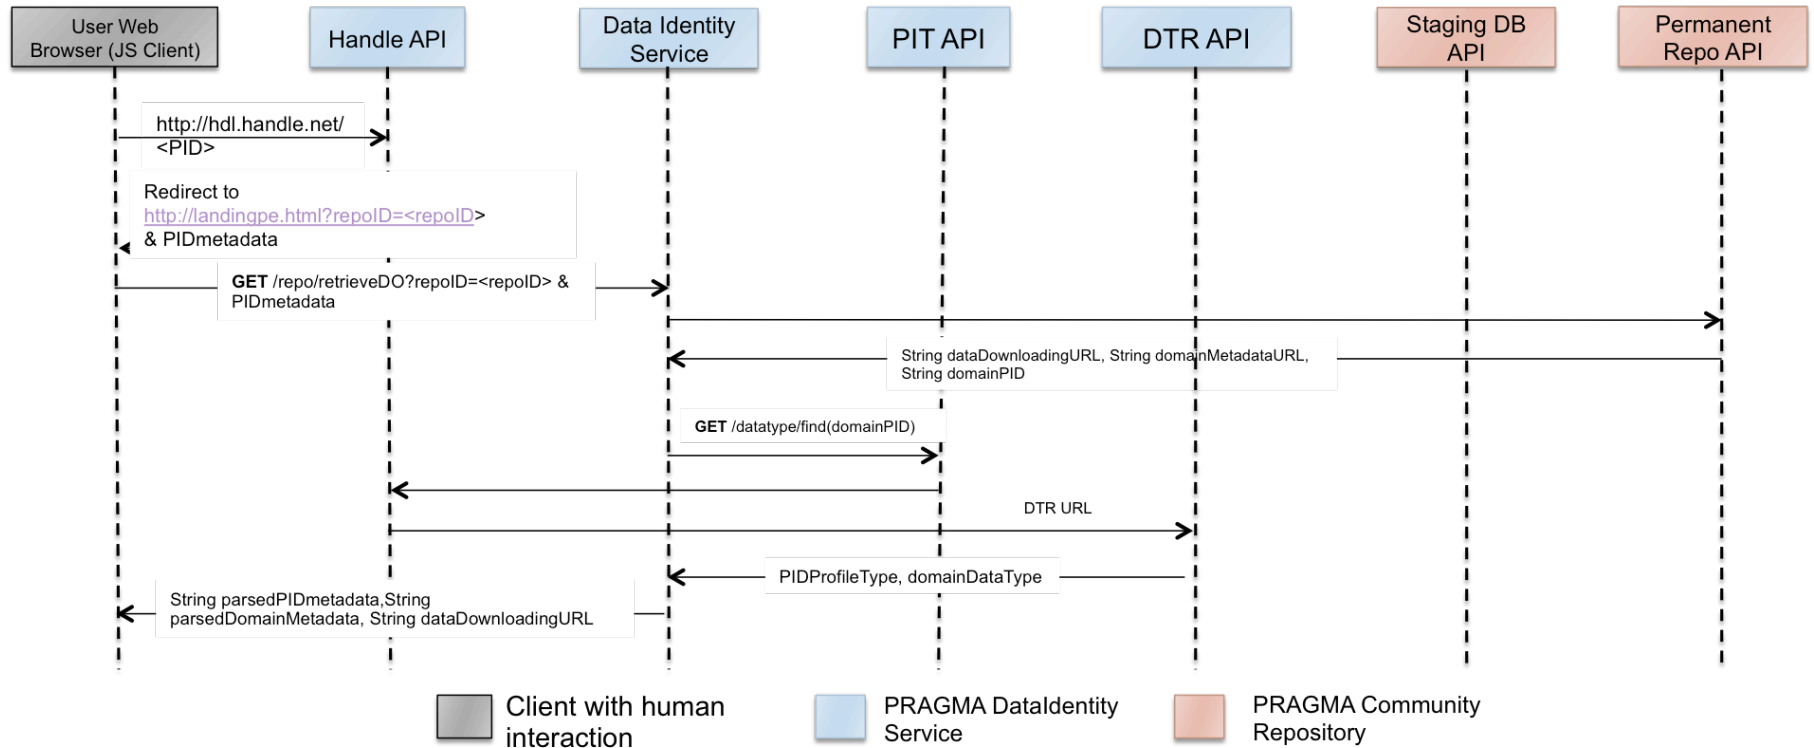 User Web
Browser (JS Client)
Handle API
Data Identity
Service
PIT API
DTR API
Staging DB
API
Permanent
Repo API
http://hdl.handle.net/
<PID>
Redirect to
http://landingpe.html?repoID=<repoID>
& PIDmetadata
GET /repo/retrieveDO?repoID=<repoID> &
PIDmetadata
String dataDownloadingURL, String domainMetadataURL,
String domainPID
GET /datatype/find(domainPID)
DTR URL
PIDProfileType, domainDataType
String parsedPIDmetadata,String
parsedDomainMetadata, String dataDownloadingURL
Client with human
interaction
PRAGMA DataIdentity
Service
PRAGMA Community
Repository